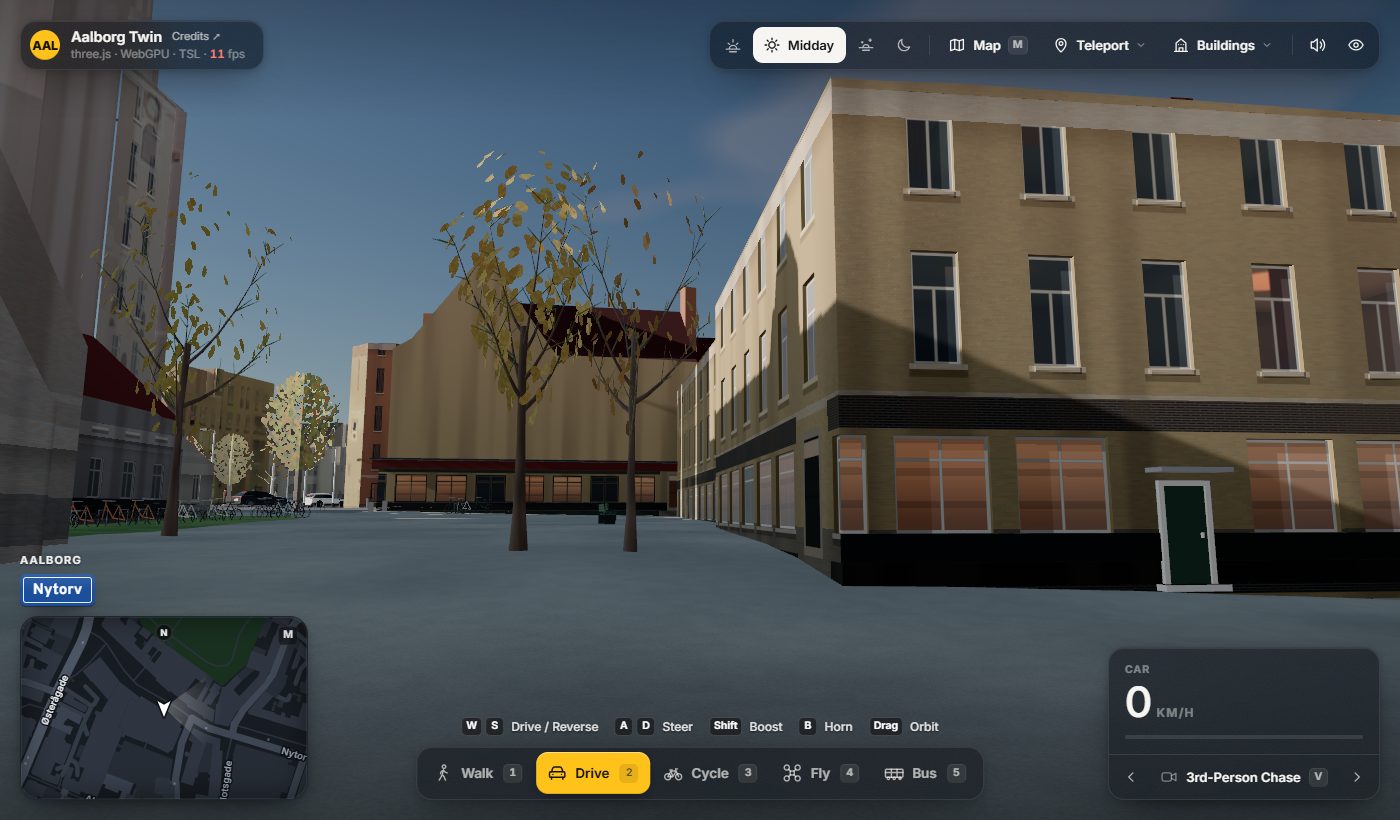 AAL
Aalborg Twin Credits ↗
three.js · WebGPU · TSL · 11 fps
Midday
Map M
Teleport
Buildings
AALBORG
Nytorv
N
M
Østerågade
Nytor
W S Drive / Reverse A D Steer Shift Boost B Horn Drag Orbit
Walk 1
Drive 2
Cycle 3
Fly 4
Bus 5
CAR
0 KM/H
3rd-Person Chase V